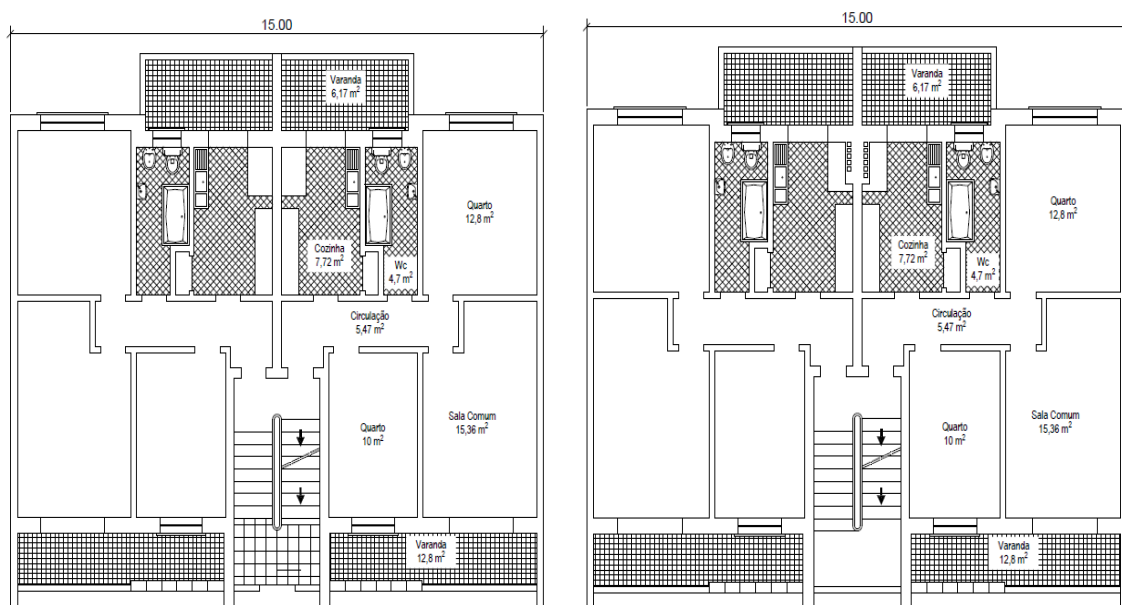 15.00
Varanda
6,17 m²
Quarto
12,8 m²
Cozinha
7,72 m²
Wc
4,7 m²
Circulação
5,47 m²
Quarto
10 m²
Sala Comum
15,36 m²
Varanda
12,8 m²
15.00
Varanda
6,17 m²
Quarto
12,8 m²
Cozinha
7,72 m²
Wc
4,7 m²
Circulação
5,47 m²
Quarto
10 m²
Sala Comum
15,36 m²
Varanda
12,8 m²